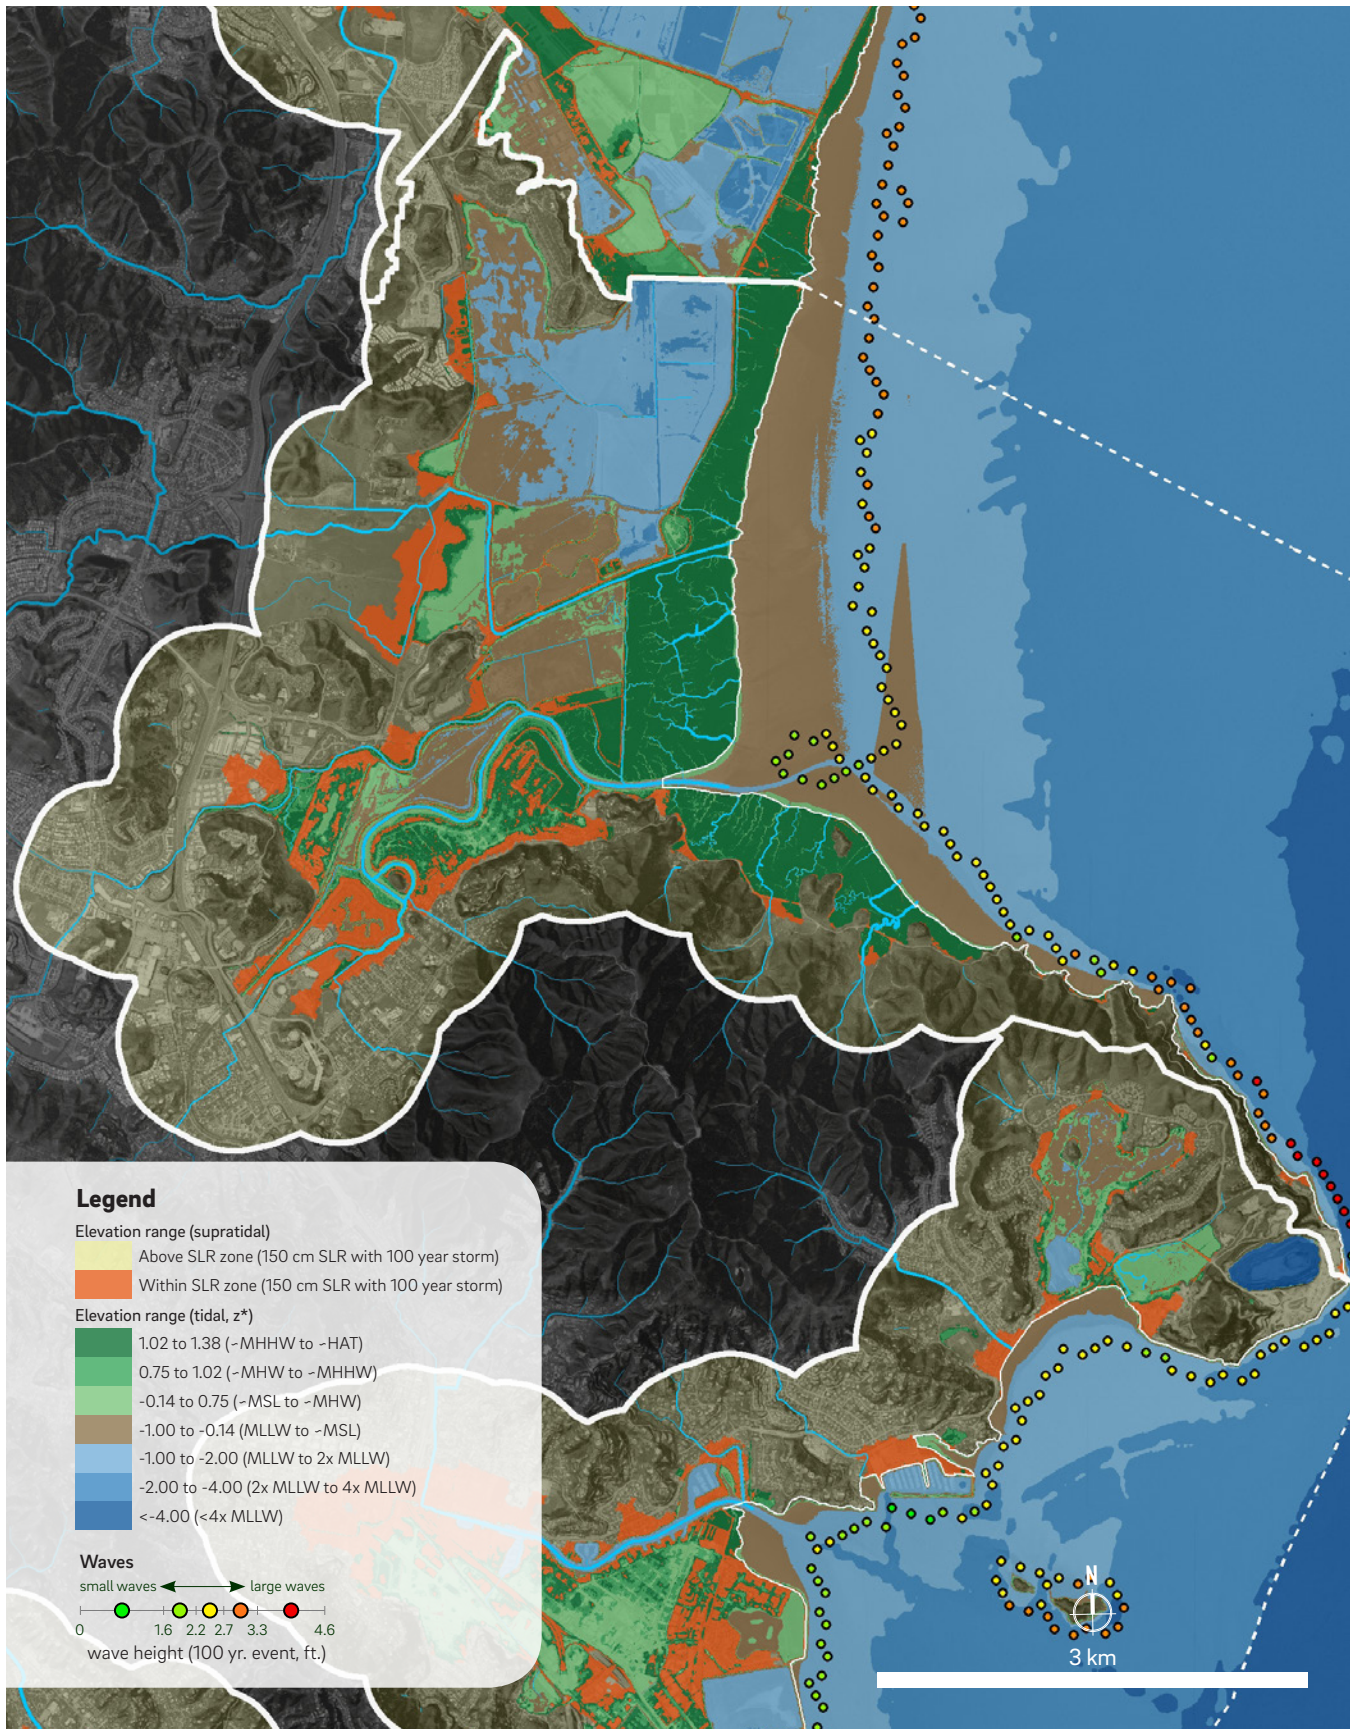 Legend
Elevation range (supratidal)
Above SLR zone (150 cm SLR with 100 year storm)
Within SLR zone (150 cm SLR with 100 year storm)
Elevation range (tidal, z*)
1.02 to 1.38 (~MHHW to ~HAT)
0.75 to 1.02 (~MHW to ~MHHW)
-0.14 to 0.75 (~MSL to ~MHW)
-1.00 to -0.14 (MLLW to ~MSL)
-1.00 to -2.00 (MLLW to 2x MLLW)
-2.00 to -4.00 (2x MLLW to 4x MLLW)
<-4.00 (<4x MLLW)
Waves
small waves large waves
0 1.6 2.2 2.7 3.3 4.6
wave height (100 yr. event, ft.)
N
3 km